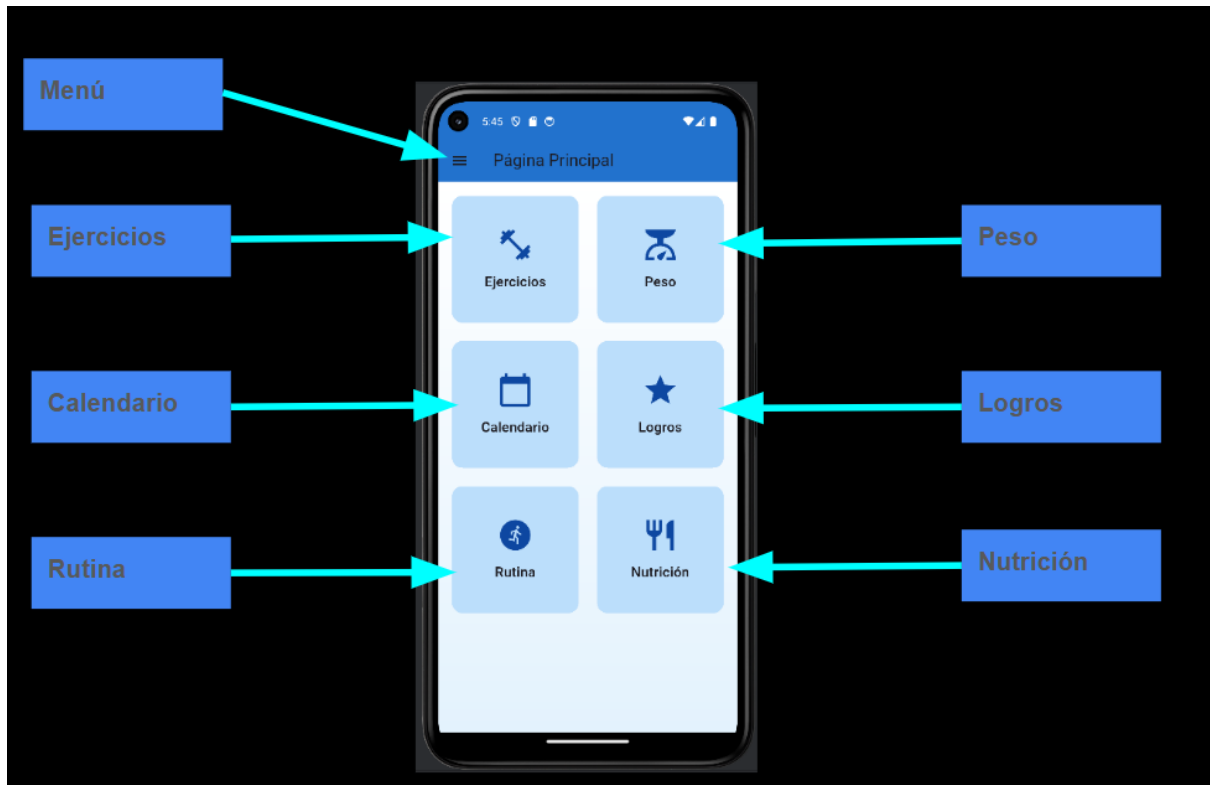 Menú
5:45
Página Principal
Ejercicios
Ejercicios
Peso
Peso
Calendario
Calendario
Logros
Logros
Rutina
Rutina
Nutrición
Nutrición